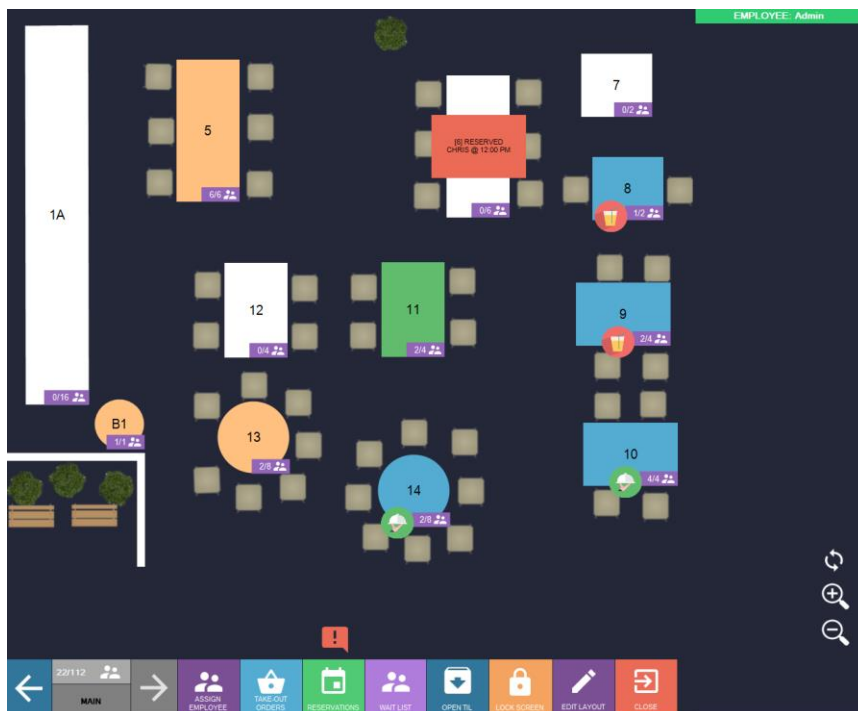 EMPLOYEE: Admin
7
0/2
5
6/6
[6] RESERVED
CHRIS @ 12:00 PM
0/6
8
1/2
1A
0/16
12
0/4
11
2/4
9
2/4
B1
1/1
13
2/8
14
2/8
10
4/4
!
22/112
MAIN
ASSIGN
EMPLOYEE
TAKE-OUT
ORDERS
RESERVATIONS
WAIT LIST
OPEN TIL
LOCK SCREEN
EDIT LAYOUT
CLOSE